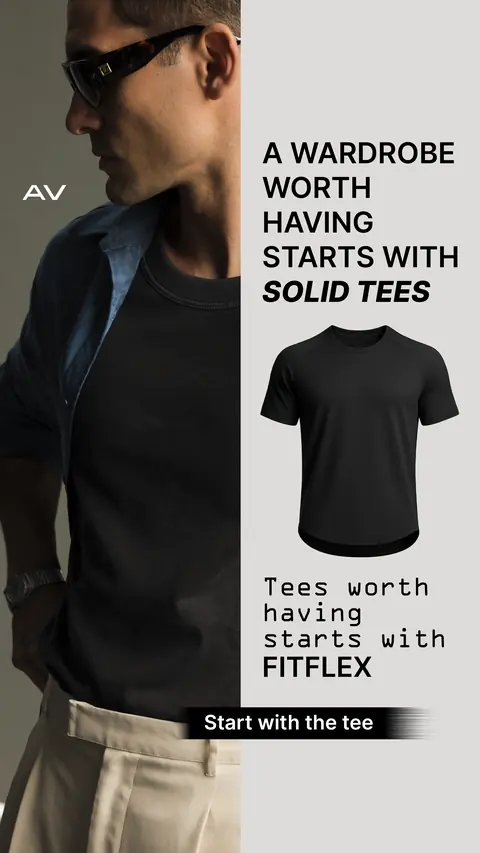 AV
A WARDROBE
WORTH
HAVING
STARTS WITH
SOLID TEES
Tees worth
having
starts with
FITFLEX
Start with the tee